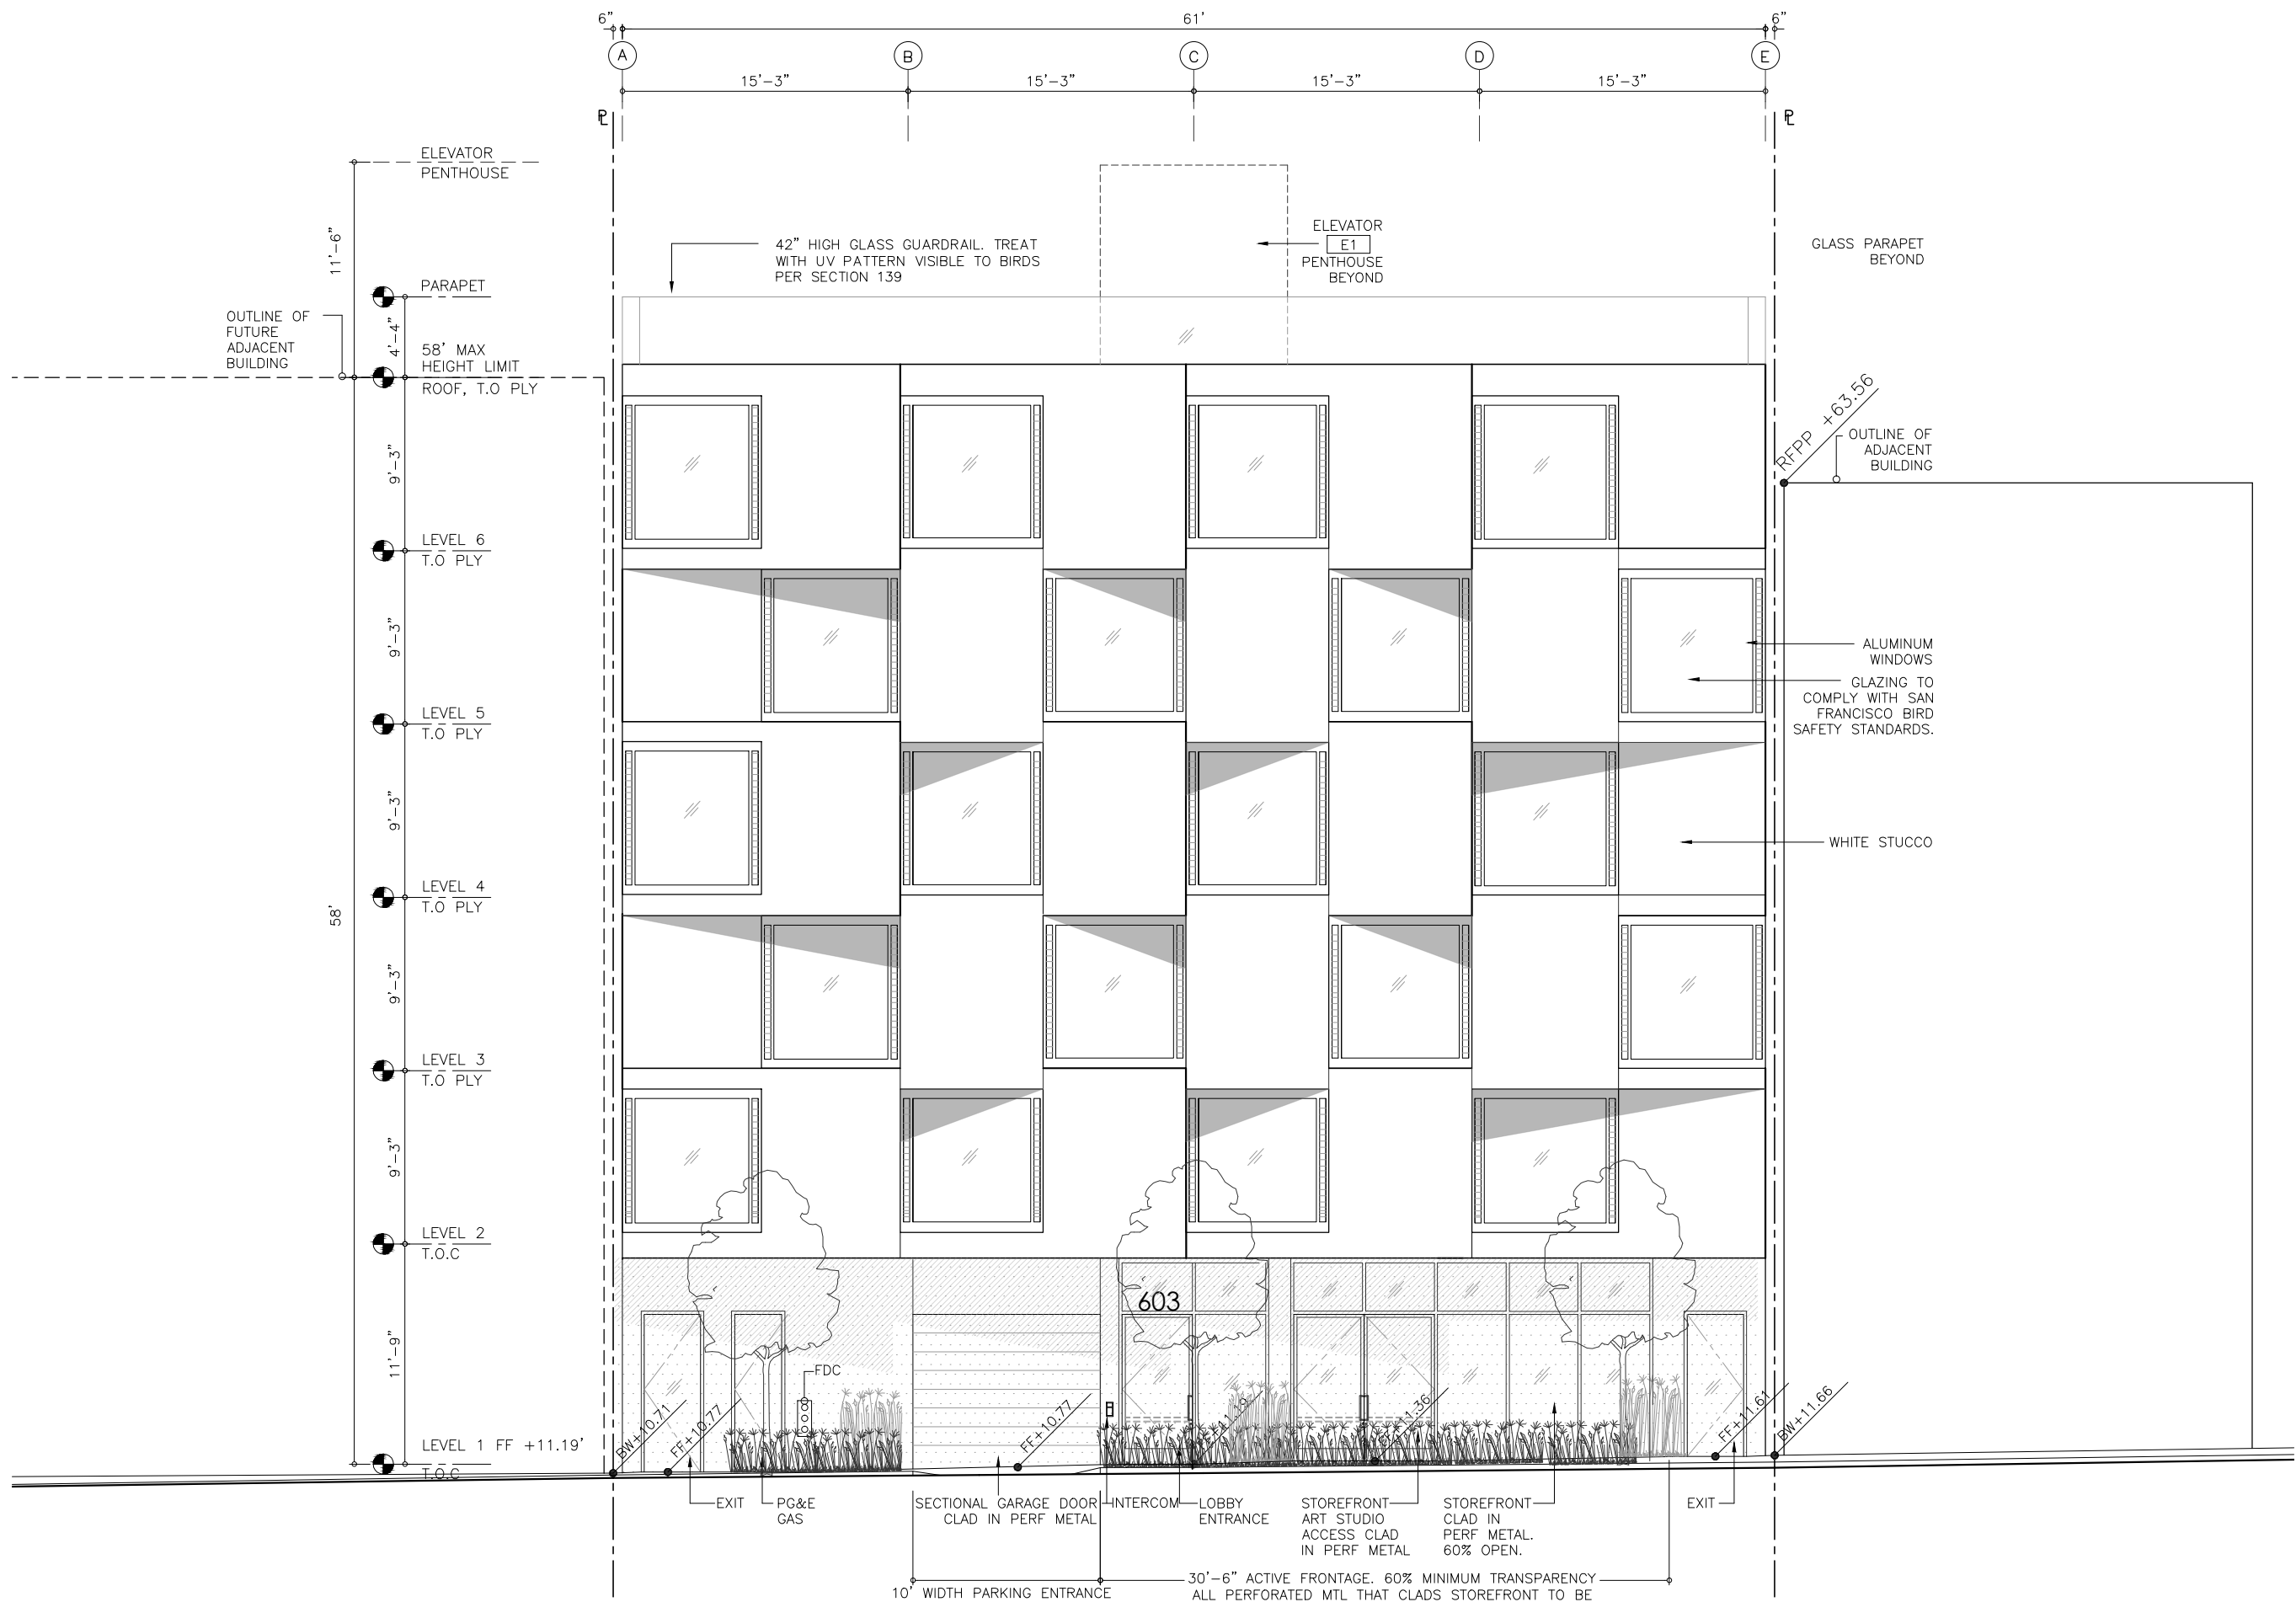 6"
61'
6"
A
B
C
D
E
15'-3"
15'-3"
15'-3"
15'-3"
PL
PL
ELEVATOR
PENTHOUSE
11'-6"
42" HIGH GLASS GUARDRAIL. TREAT
WITH UV PATTERN VISIBLE TO BIRDS
PER SECTION 139
ELEVATOR
E1
PENTHOUSE
BEYOND
GLASS PARAPET
BEYOND
PARAPET
4'-4"
OUTLINE OF
FUTURE
ADJACENT
BUILDING
58' MAX
HEIGHT LIMIT
ROOF, T.O PLY
RFPP +63.56
OUTLINE OF
ADJACENT
BUILDING
9'-3"
LEVEL 6
T.O PLY
9'-3"
ALUMINUM
WINDOWS
GLAZING TO
COMPLY WITH SAN
FRANCISCO BIRD
SAFETY STANDARDS.
LEVEL 5
T.O PLY
9'-3"
WHITE STUCCO
LEVEL 4
T.O PLY
58'
9'-3"
LEVEL 3
T.O PLY
9'-3"
LEVEL 2
T.O.C
11'-9"
603
FDC
LEVEL 1 FF +11.19'
T.O.C
BW+10.71
FF+10.77
FF+10.77
FF+11.19
FF+11.36
FF+11.61
BW+11.66
EXIT
PG&E
GAS
SECTIONAL GARAGE DOOR
CLAD IN PERF METAL
INTERCOM
LOBBY
ENTRANCE
STOREFRONT
ART STUDIO
ACCESS CLAD
IN PERF METAL
STOREFRONT
CLAD IN
PERF METAL.
60% OPEN.
EXIT
10' WIDTH PARKING ENTRANCE
30'-6" ACTIVE FRONTAGE. 60% MINIMUM TRANSPARENCY
ALL PERFORATED MTL THAT CLADS STOREFRONT TO BE